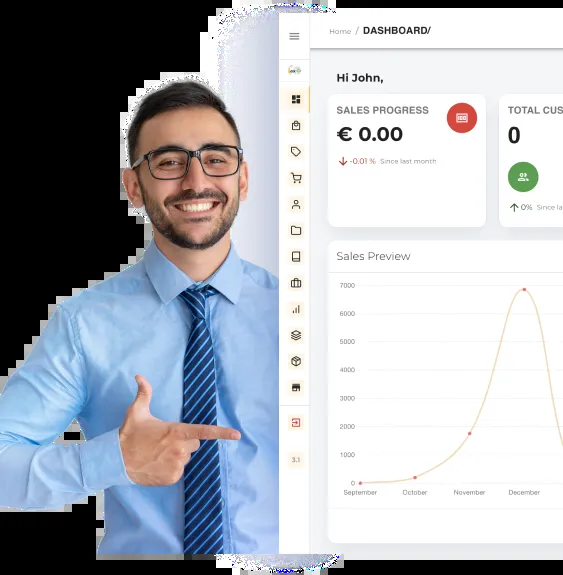 Home / DASHBOARD/
Hi John,
SALES PROGRESS
€ 0.00
-0.01 % Since last month
TOTAL CUS
0
0% Since la
Sales Preview
7000
6000
5000
4000
3000
2000
1000
0
September October November December
3.1